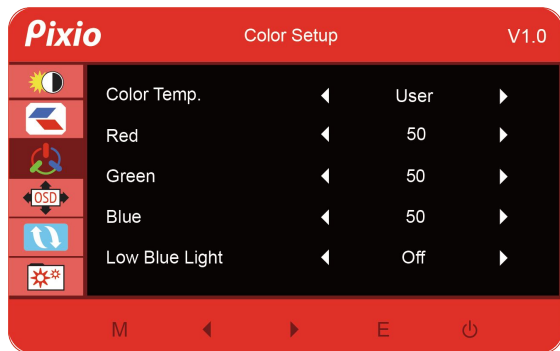 Pixio Color Setup V1.0
Color Temp. User
Red 50
Green 50
OSD
Blue 50
Low Blue Light Off
M E